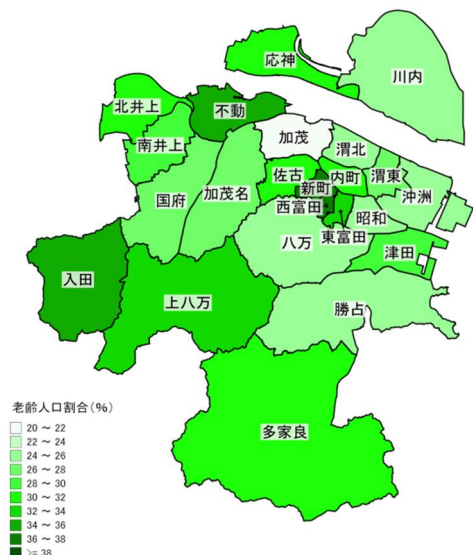 応神
川内
北井上
不動
加茂
南井上
渭北
佐古
内町
渭東
新町
国府
加茂名
沖洲
西富田
昭和
東富田
八万
津田
入田
上八万
勝占
多家良
老齢人口割合(%)
20 ~ 22
22 ~ 24
24 ~ 26
26 ~ 28
28 ~ 30
30 ~ 32
32 ~ 34
34 ~ 36
36 ~ 38
>= 38